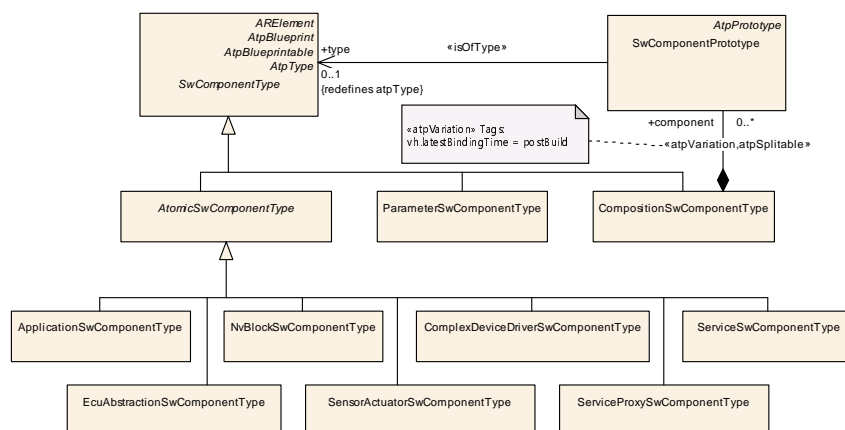 ARElement
AtpBlueprint
AtpBlueprintable
AtpType
SwComponentType
+type
0..1
{redefines atpType}
«isOfType»
AtpPrototype
SwComponentPrototype
+component 0..*
«atpVariation» Tags:
vh.latestBindingTime = postBuild
«atpVariation,atpSplitable»
AtomicSwComponentType
ParameterSwComponentType
CompositionSwComponentType
ApplicationSwComponentType
NvBlockSwComponentType
ComplexDeviceDriverSwComponentType
ServiceSwComponentType
EcuAbstractionSwComponentType
SensorActuatorSwComponentType
ServiceProxySwComponentType